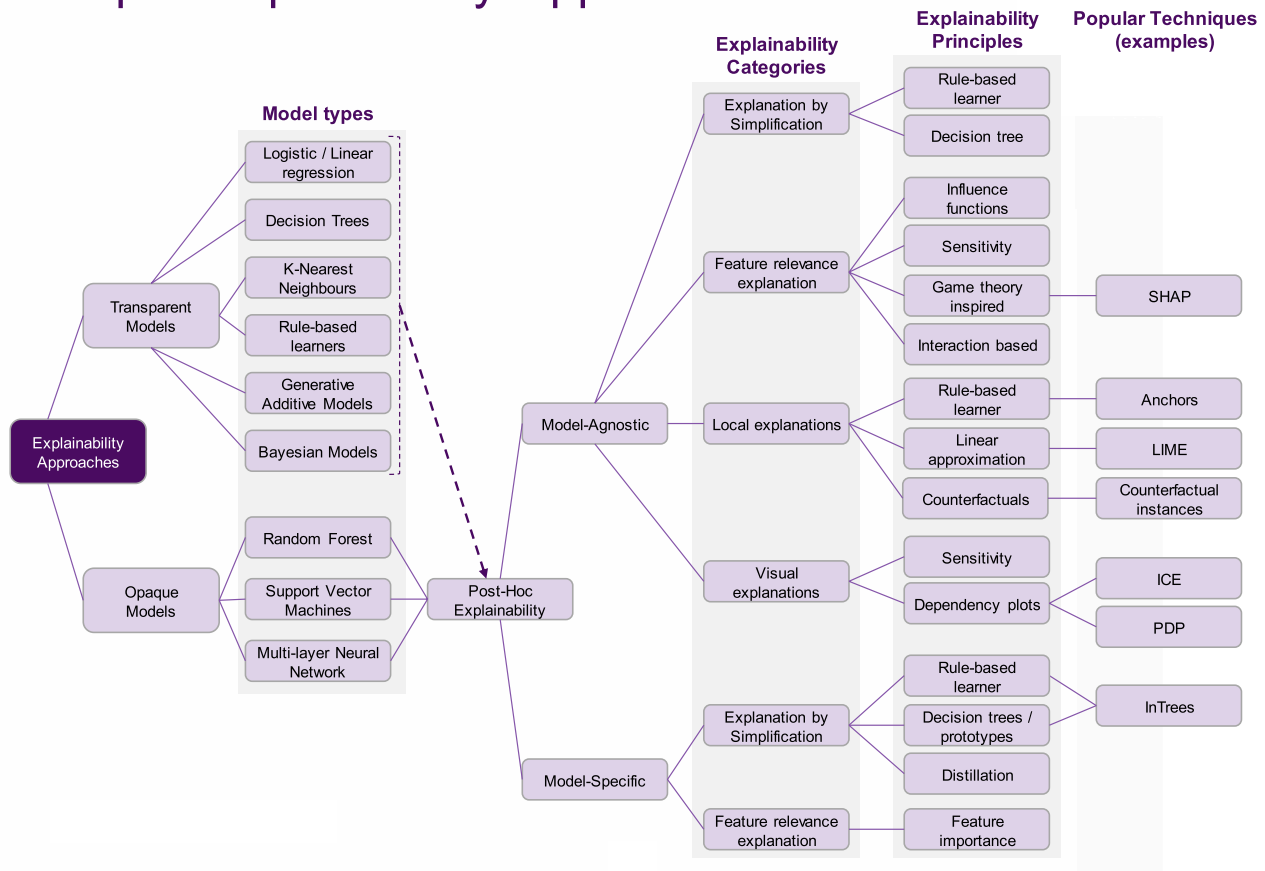 Explainability
Principles
Popular Techniques
(examples)
Explainability
Categories
Model types
Logistic / Linear
regression
Decision Trees
K-Nearest
Neighbours
Rule-based
learners
Generative
Additive Models
Bayesian Models
Transparent
Models
Explainability
Approaches
Opaque
Models
Random Forest
Support Vector
Machines
Multi-layer Neural
Network
Post-Hoc
Explainability
Model-Agnostic
Model-Specific
Explanation by
Simplification
Feature relevance
explanation
Local explanations
Visual
explanations
Explanation by
Simplification
Feature relevance
explanation
Rule-based
learner
Decision tree
Influence
functions
Sensitivity
Game theory
inspired
Interaction based
Rule-based
learner
Linear
approximation
Counterfactuals
Sensitivity
Dependency plots
Rule-based
learner
Decision trees /
prototypes
Distillation
Feature
importance
SHAP
Anchors
LIME
Counterfactual
instances
ICE
PDP
InTrees